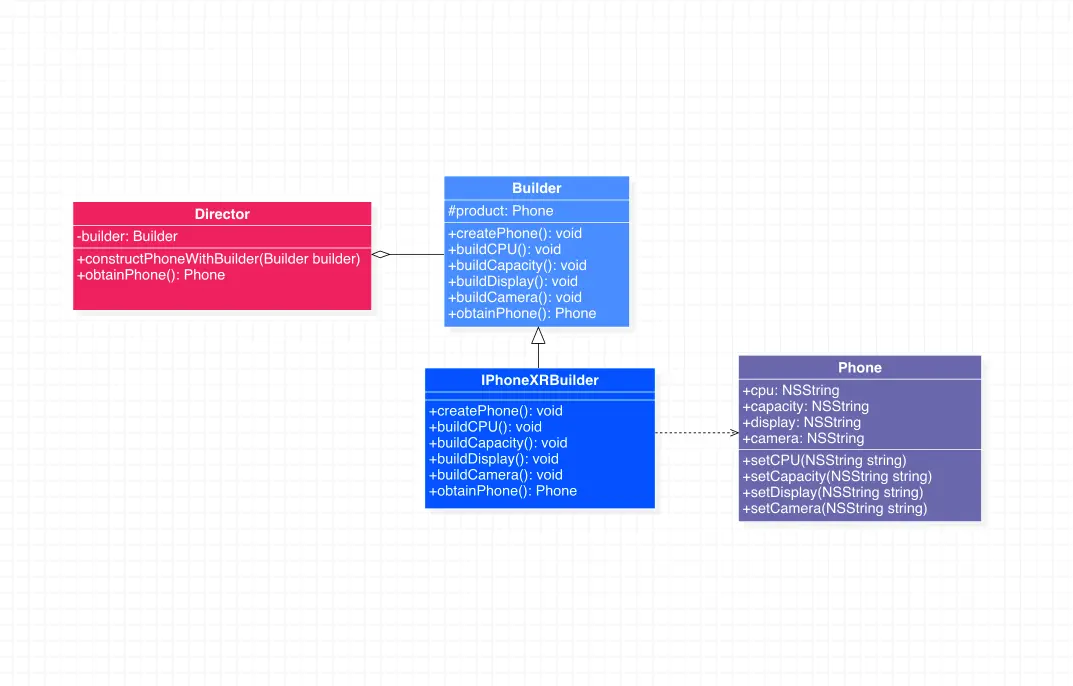 Director
-builder: Builder
+constructPhoneWithBuilder(Builder builder)
+obtainPhone(): Phone
Builder
#product: Phone
+createPhone(): void
+buildCPU(): void
+buildCapacity(): void
+buildDisplay(): void
+buildCamera(): void
+obtainPhone(): Phone
IPhoneXRBuilder
+createPhone(): void
+buildCPU(): void
+buildCapacity(): void
+buildDisplay(): void
+buildCamera(): void
+obtainPhone(): Phone
Phone
+cpu: NSString
+capacity: NSString
+display: NSString
+camera: NSString
+setCPU(NSString string)
+setCapacity(NSString string)
+setDisplay(NSString string)
+setCamera(NSString string)